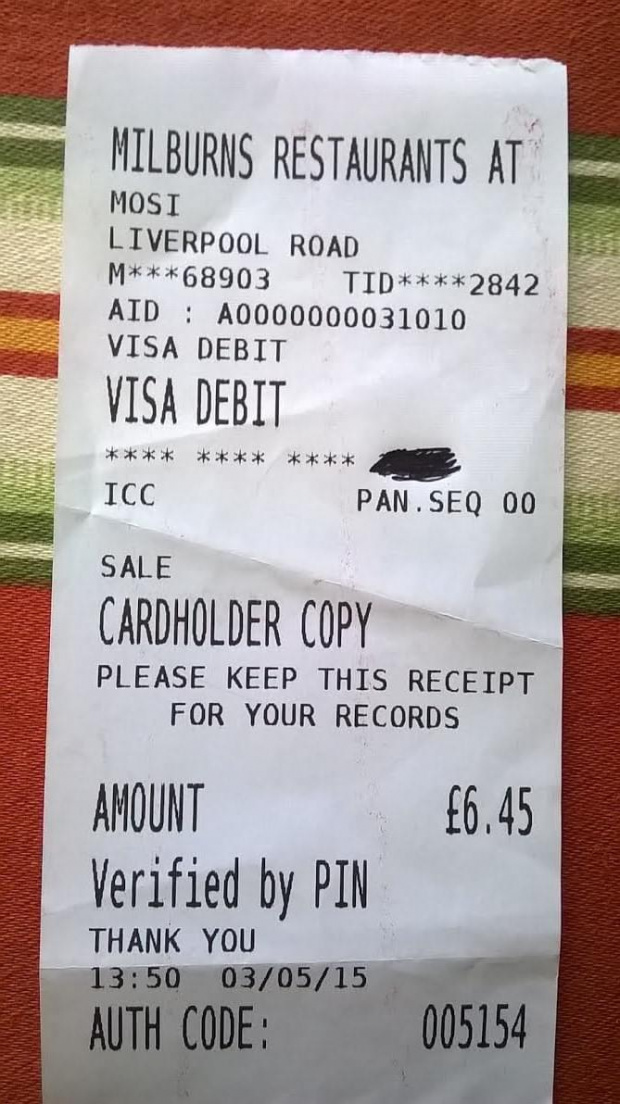 MILBURNS RESTAURANTS AT
MOSI
LIVERPOOL ROAD
M***68903 TID****2842
AID : A0000000031010
VISA DEBIT
VISA DEBIT
**** **** ****
ICC PAN.SEQ 00
SALE
CARDHOLDER COPY
PLEASE KEEP THIS RECEIPT
FOR YOUR RECORDS
AMOUNT £6.45
Verified by PIN
THANK YOU
13:50 03/05/15
AUTH CODE: 005154